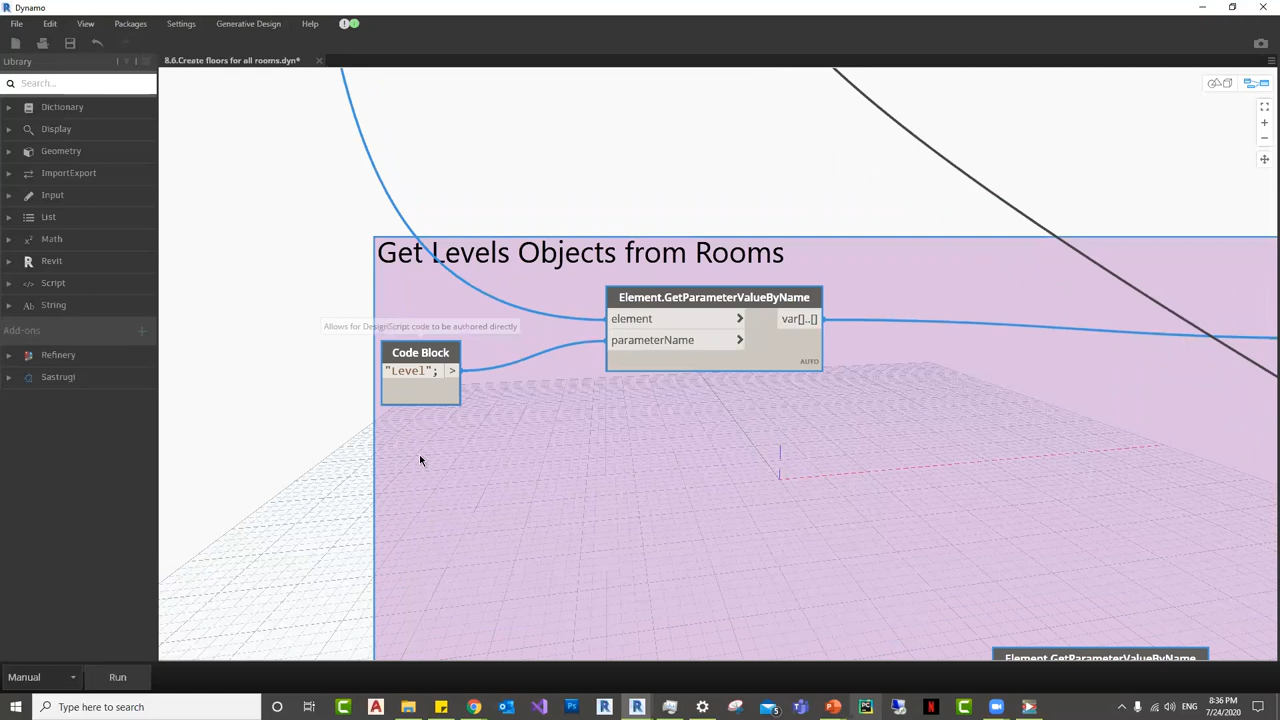 Dynamo
File Edit View Packages Settings Generative Design Help
Library
8.6.Create floors for all rooms.dyn*
Search...
Dictionary
Display
Geometry
ImportExport
Input
List
Math
Revit
Script
String
Add-ons
Refinery
Sastrugi
Get Levels Objects from Rooms
Element.GetParameterValueByName
element > var[]..[]
parameterName >
AUTO
Allows for DesignScript code to be authored directly
Code Block
"Level"; >
Element.GetParameterValueByName
Manual Run
Type here to search
8:36 PM
7/24/2020